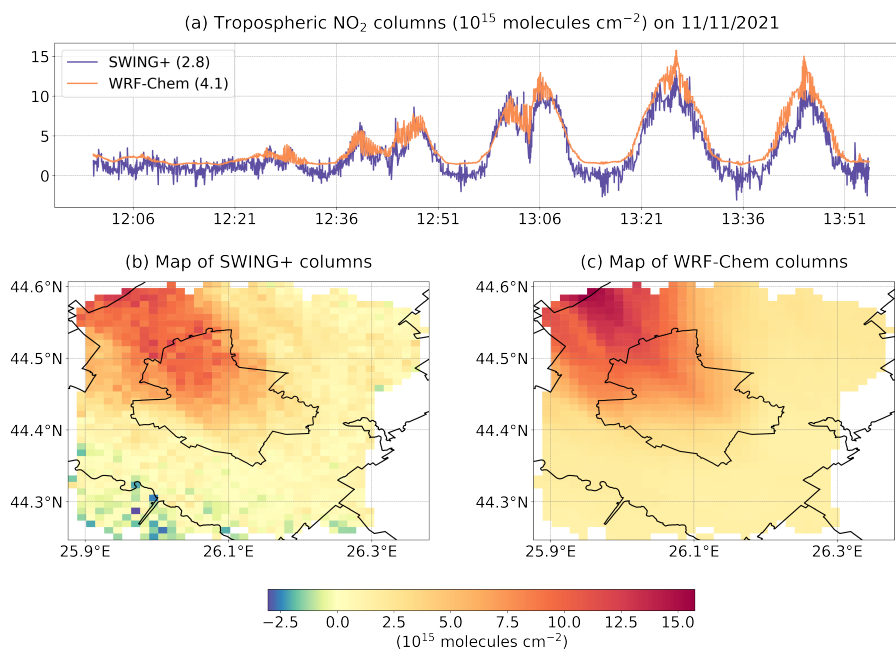 (a) Tropospheric NO₂ columns (10¹⁵ molecules cm⁻²) on 11/11/2021
15
10
5
0
SWING+ (2.8)
WRF-Chem (4.1)
12:06 12:21 12:36 12:51 13:06 13:21 13:36 13:51
(b) Map of SWING+ columns
44.6°N
44.5°N
44.4°N
44.3°N
25.9°E 26.1°E 26.3°E
(c) Map of WRF-Chem columns
44.6°N
44.5°N
44.4°N
44.3°N
25.9°E 26.1°E 26.3°E
−2.5 0.0 2.5 5.0 7.5 10.0 12.5 15.0
(10¹⁵ molecules cm⁻²)